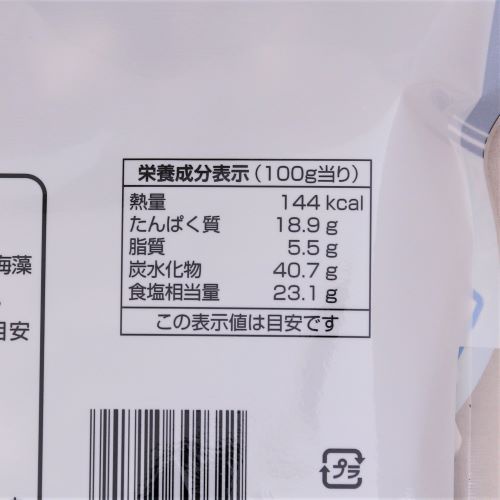 栄養成分表示(100g当り)
熱量 144 kcal
たんぱく質 18.9 g
脂質 5.5 g
炭水化物 40.7 g
食塩相当量 23.1 g
この表示値は目安です
海藻
目安
プラ